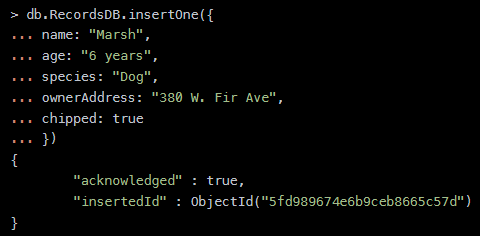 > db.RecordsDB.insertOne({
... name: "Marsh",
... age: "6 years",
... species: "Dog",
... ownerAddress: "380 W. Fir Ave",
... chipped: true
... })
{
        "acknowledged" : true,
        "insertedId" : ObjectId("5fd989674e6b9ceb8665c57d")
}